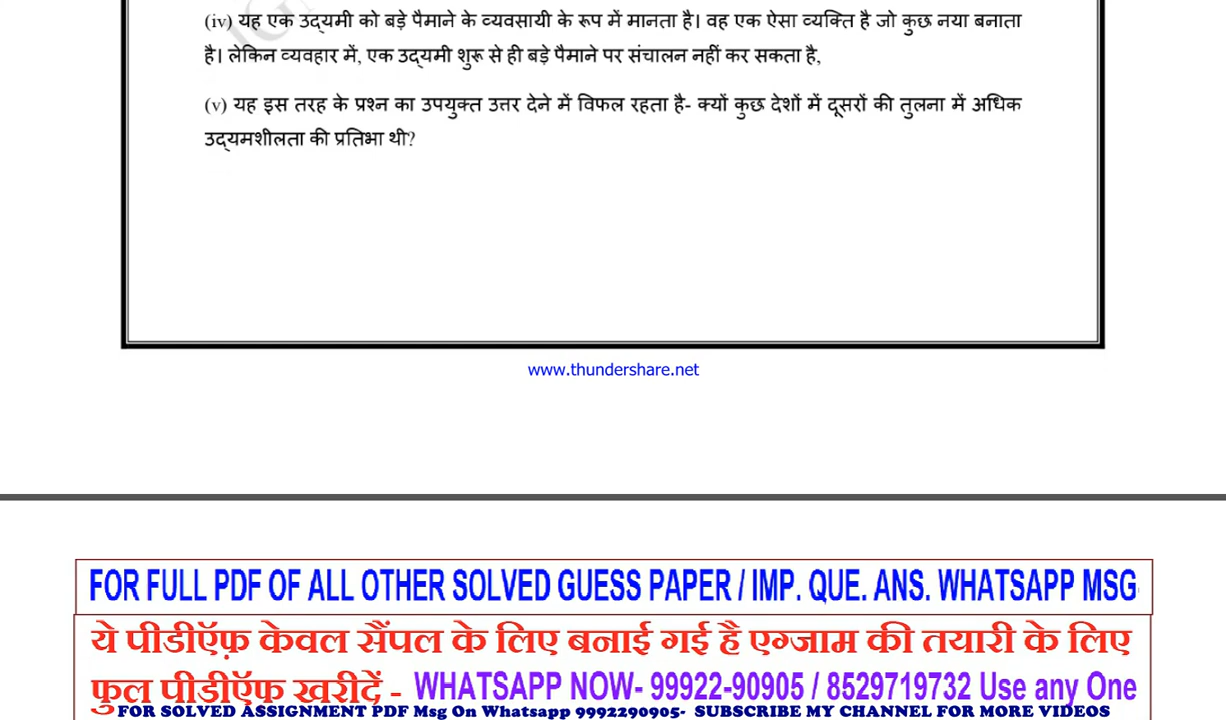 (iv) यह एक उद्यमी को बड़े पैमाने के व्यवसायी के रूप में मानता है। वह एक ऐसा व्यक्ति है जो कुछ नया बनाता
है। लेकिन व्यवहार में, एक उद्यमी शुरू से ही बड़े पैमाने पर संचालन नहीं कर सकता है,
(v) यह इस तरह के प्रश्न का उपयुक्त उत्तर देने में विफल रहता है- क्यों कुछ देशों में दूसरों की तुलना में अधिक
उद्यमशीलता की प्रतिभा थी?
www.thundershare.net
FOR FULL PDF OF ALL OTHER SOLVED GUESS PAPER / IMP. QUE. ANS. WHATSAPP MSG
ये पीडीऍफ़ केवल सैंपल के लिए बनाई गई है एग्जाम की तयारी के लिए
फुल पीडीऍफ खरीदें - WHATSAPP NOW- 99922-90905 / 8529719732 Use any One
FOR SOLVED ASSIGNMENT PDF Msg On Whatsapp 9992290905- SUBSCRIBE MY CHANNEL FOR MORE VIDEOS